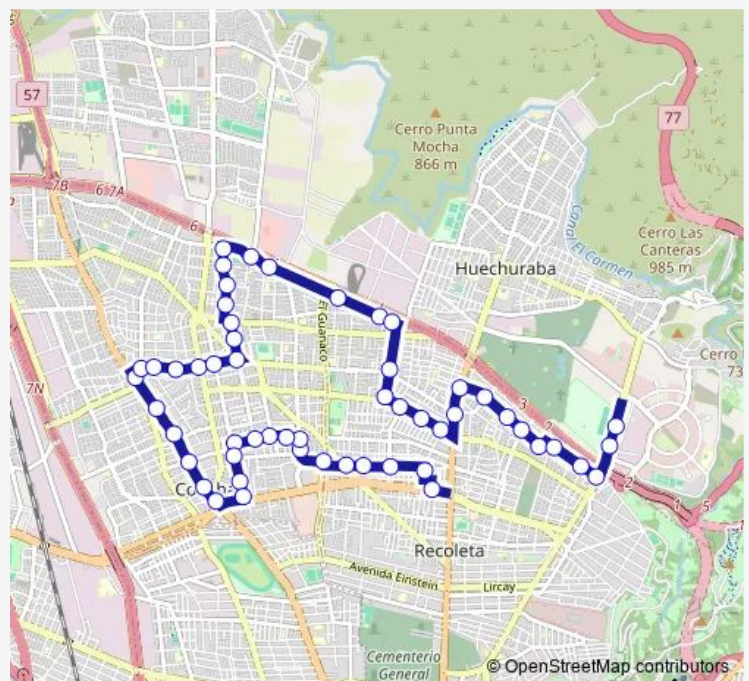 57
Cerro Punta
Mocha
866 m
77
7B
6.7A
6
Canal El Carmen
Cerro Las
Canteras
985 m
Huechuraba
El Guanaco
Cerro
73
7N
3
2
2
1
5
Recoleta
Avenida Einstein
Lircay
Cementerio
General
© OpenStreetMap contributors